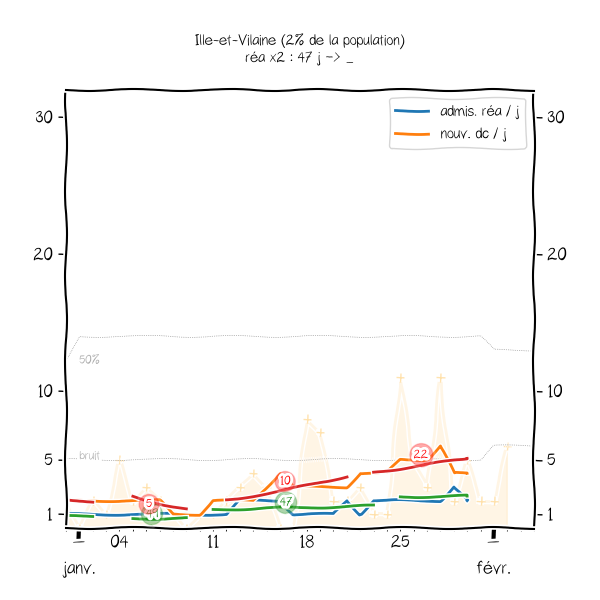 Ille-et-Vilaine (2% de la population)
réa x2 : 47 j -> _
admis. réa / j
nouv. dc / j
30 30
20 20
50%
10 10
bruit
5 5
22
10
5
47
1 1
04 11 18 25
janv. févr.